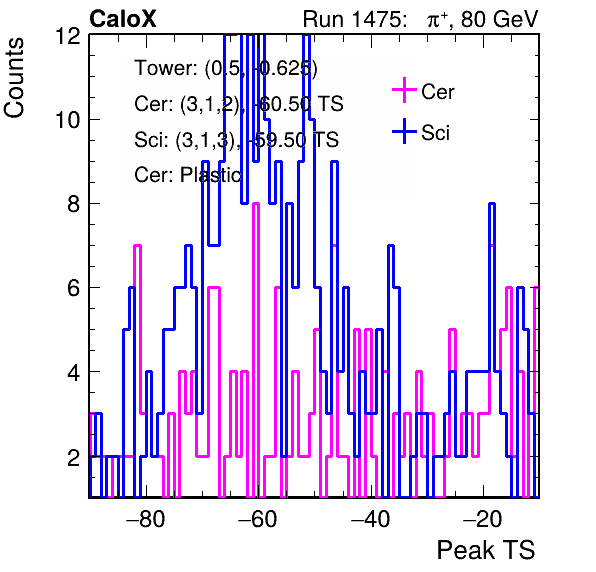 CaloX Run 1475: π+, 80 GeV
Counts
Tower: (0.5, -0.625)
Cer: (3,1,2), -60.50 TS
Sci: (3,1,3), -59.50 TS
Cer: Plastic
Cer
Sci
12
10
8
6
4
2
−80 −60 −40 −20
Peak TS